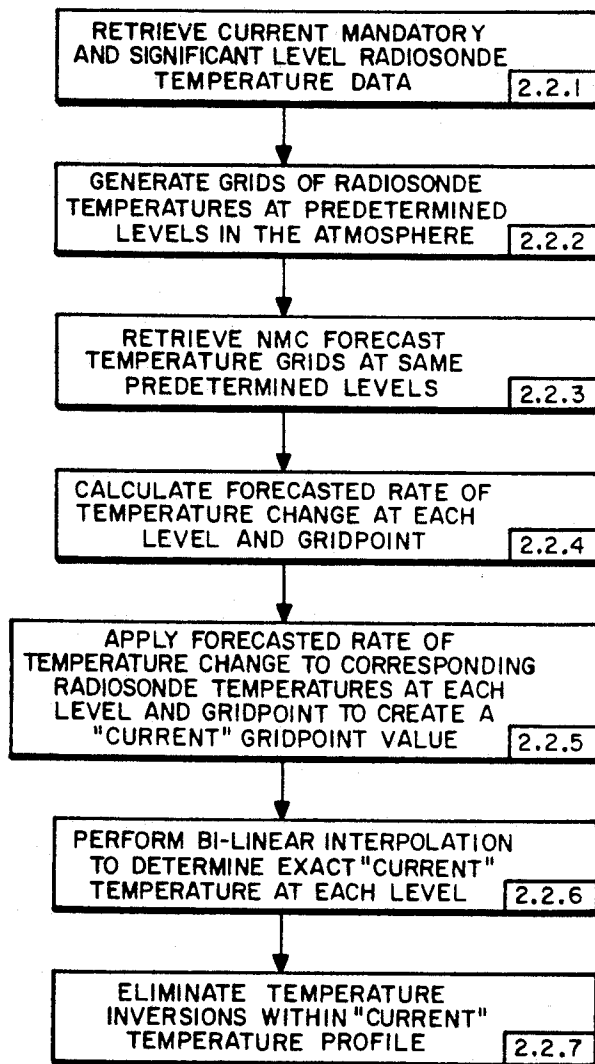 RETRIEVE CURRENT MANDATORY
AND SIGNIFICANT LEVEL RADIOSONDE
TEMPERATURE DATA
2.2.1
GENERATE GRIDS OF RADIOSONDE
TEMPERATURES AT PREDETERMINED
LEVELS IN THE ATMOSPHERE
2.2.2
RETRIEVE NMC FORECAST
TEMPERATURE GRIDS AT SAME
PREDETERMINED LEVELS
2.2.3
CALCULATE FORECASTED RATE OF
TEMPERATURE CHANGE AT EACH
LEVEL AND GRIDPOINT
2.2.4
APPLY FORECASTED RATE OF
TEMPERATURE CHANGE TO CORRESPONDING
RADIOSONDE TEMPERATURES AT EACH
LEVEL AND GRIDPOINT TO CREATE A
"CURRENT" GRIDPOINT VALUE
2.2.5
PERFORM BI-LINEAR INTERPOLATION
TO DETERMINE EXACT "CURRENT"
TEMPERATURE AT EACH LEVEL
2.2.6
ELIMINATE TEMPERATURE
INVERSIONS WITHIN "CURRENT"
TEMPERATURE PROFILE
2.2.7